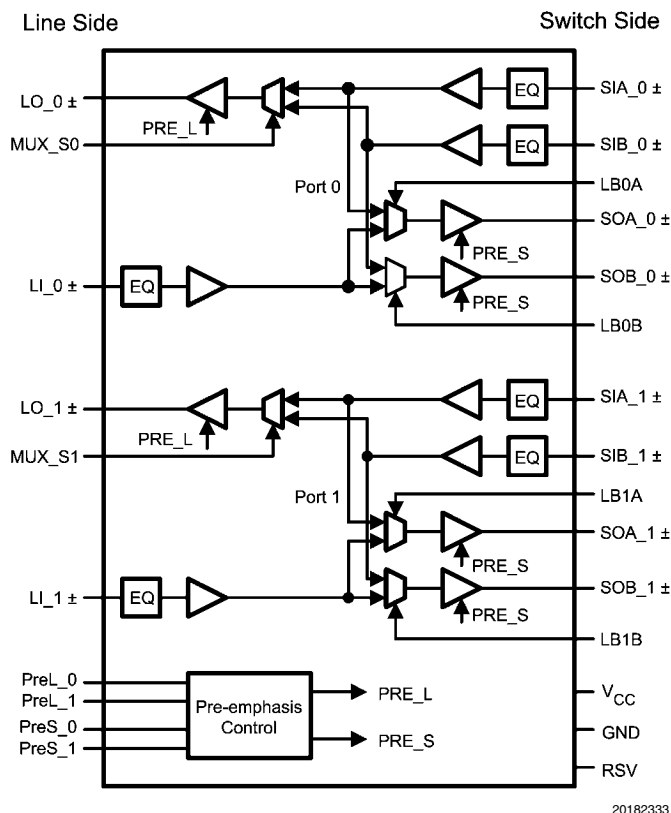 Line Side
Switch Side
LO_0 ±
EQ
SIA_0 ±
PRE_L
MUX_S0
EQ
SIB_0 ±
Port 0
LB0A
SOA_0 ±
PRE_S
LI_0 ±
EQ
SOB_0 ±
PRE_S
LB0B
LO_1 ±
EQ
SIA_1 ±
PRE_L
MUX_S1
EQ
SIB_1 ±
Port 1
LB1A
SOA_1 ±
PRE_S
LI_1 ±
EQ
SOB_1 ±
PRE_S
LB1B
PreL_0
PreL_1
PreS_0
PreS_1
Pre-emphasis
Control
PRE_L
PRE_S
VCC
GND
RSV
20182333